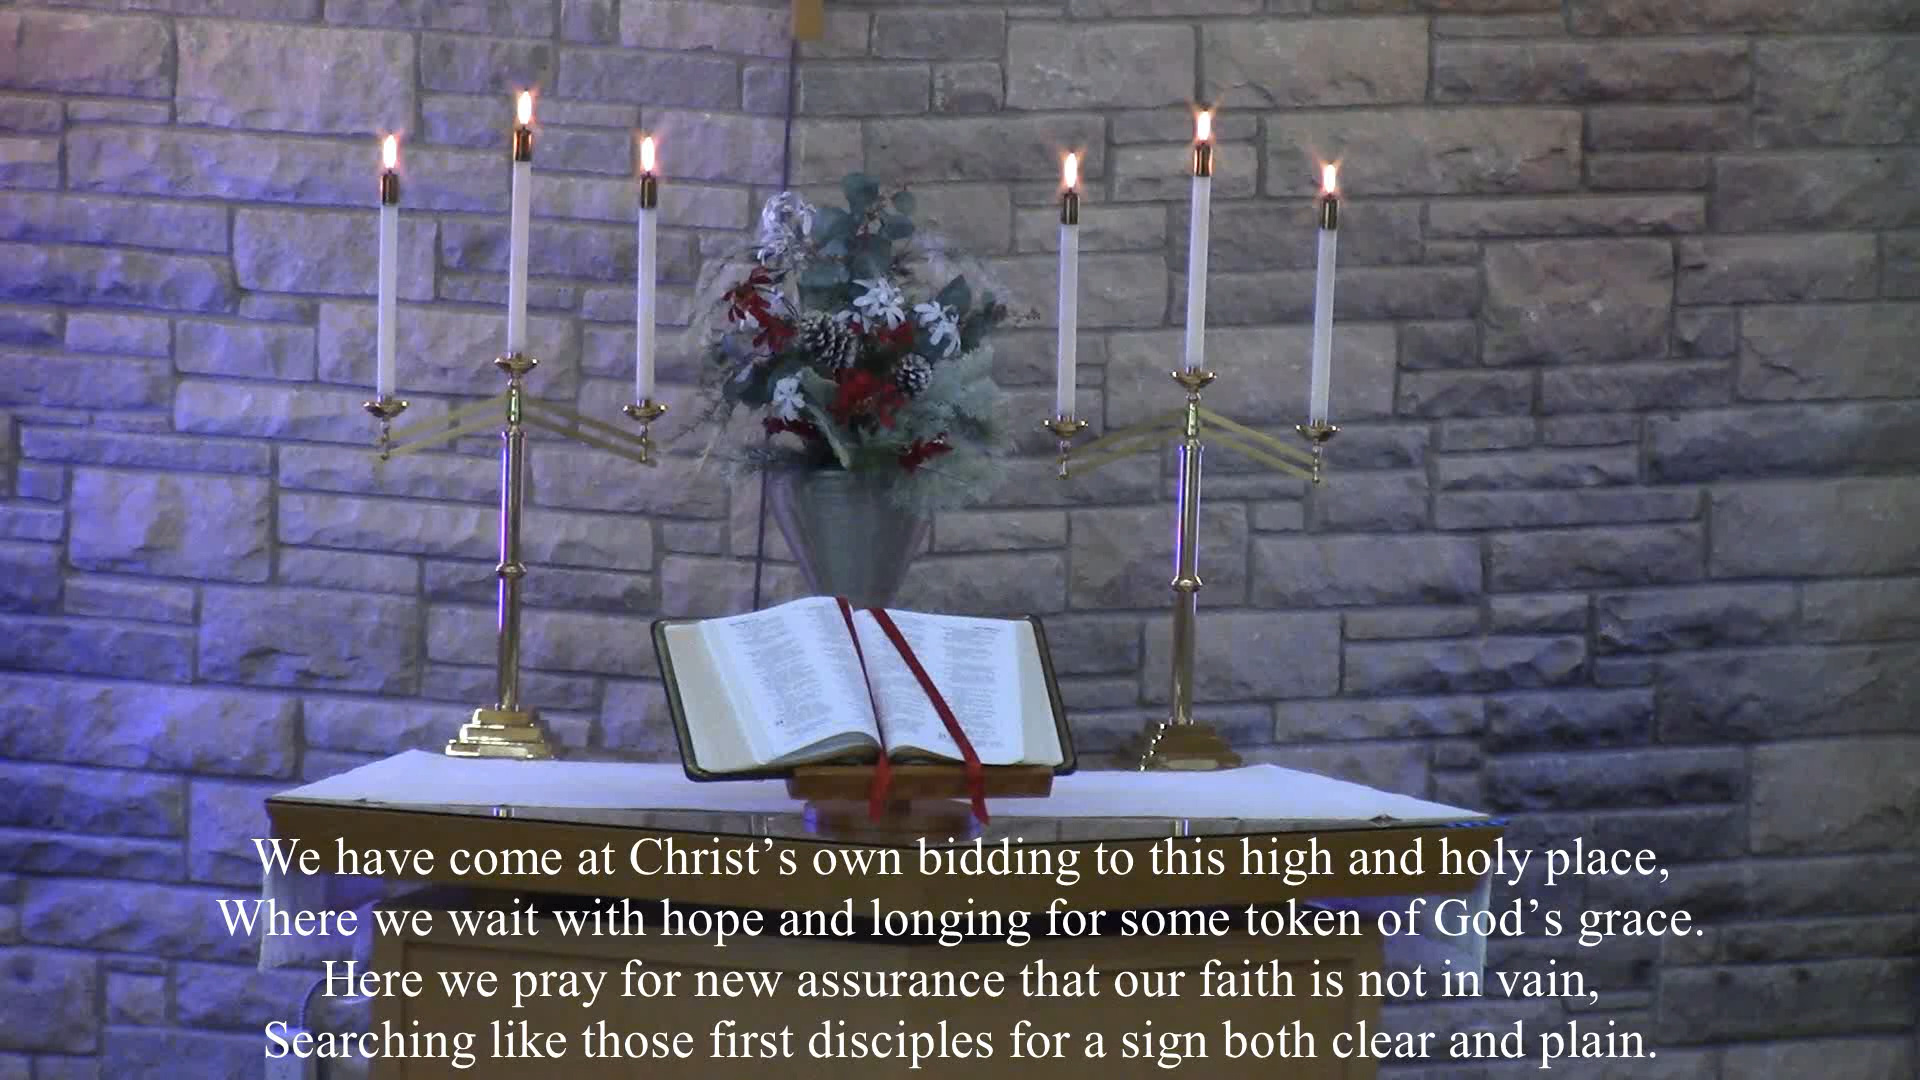 We have come at Christ’s own bidding to this high and holy place,
Where we wait with hope and longing for some token of God’s grace.
Here we pray for new assurance that our faith is not in vain,
Searching like those first disciples for a sign both clear and plain.